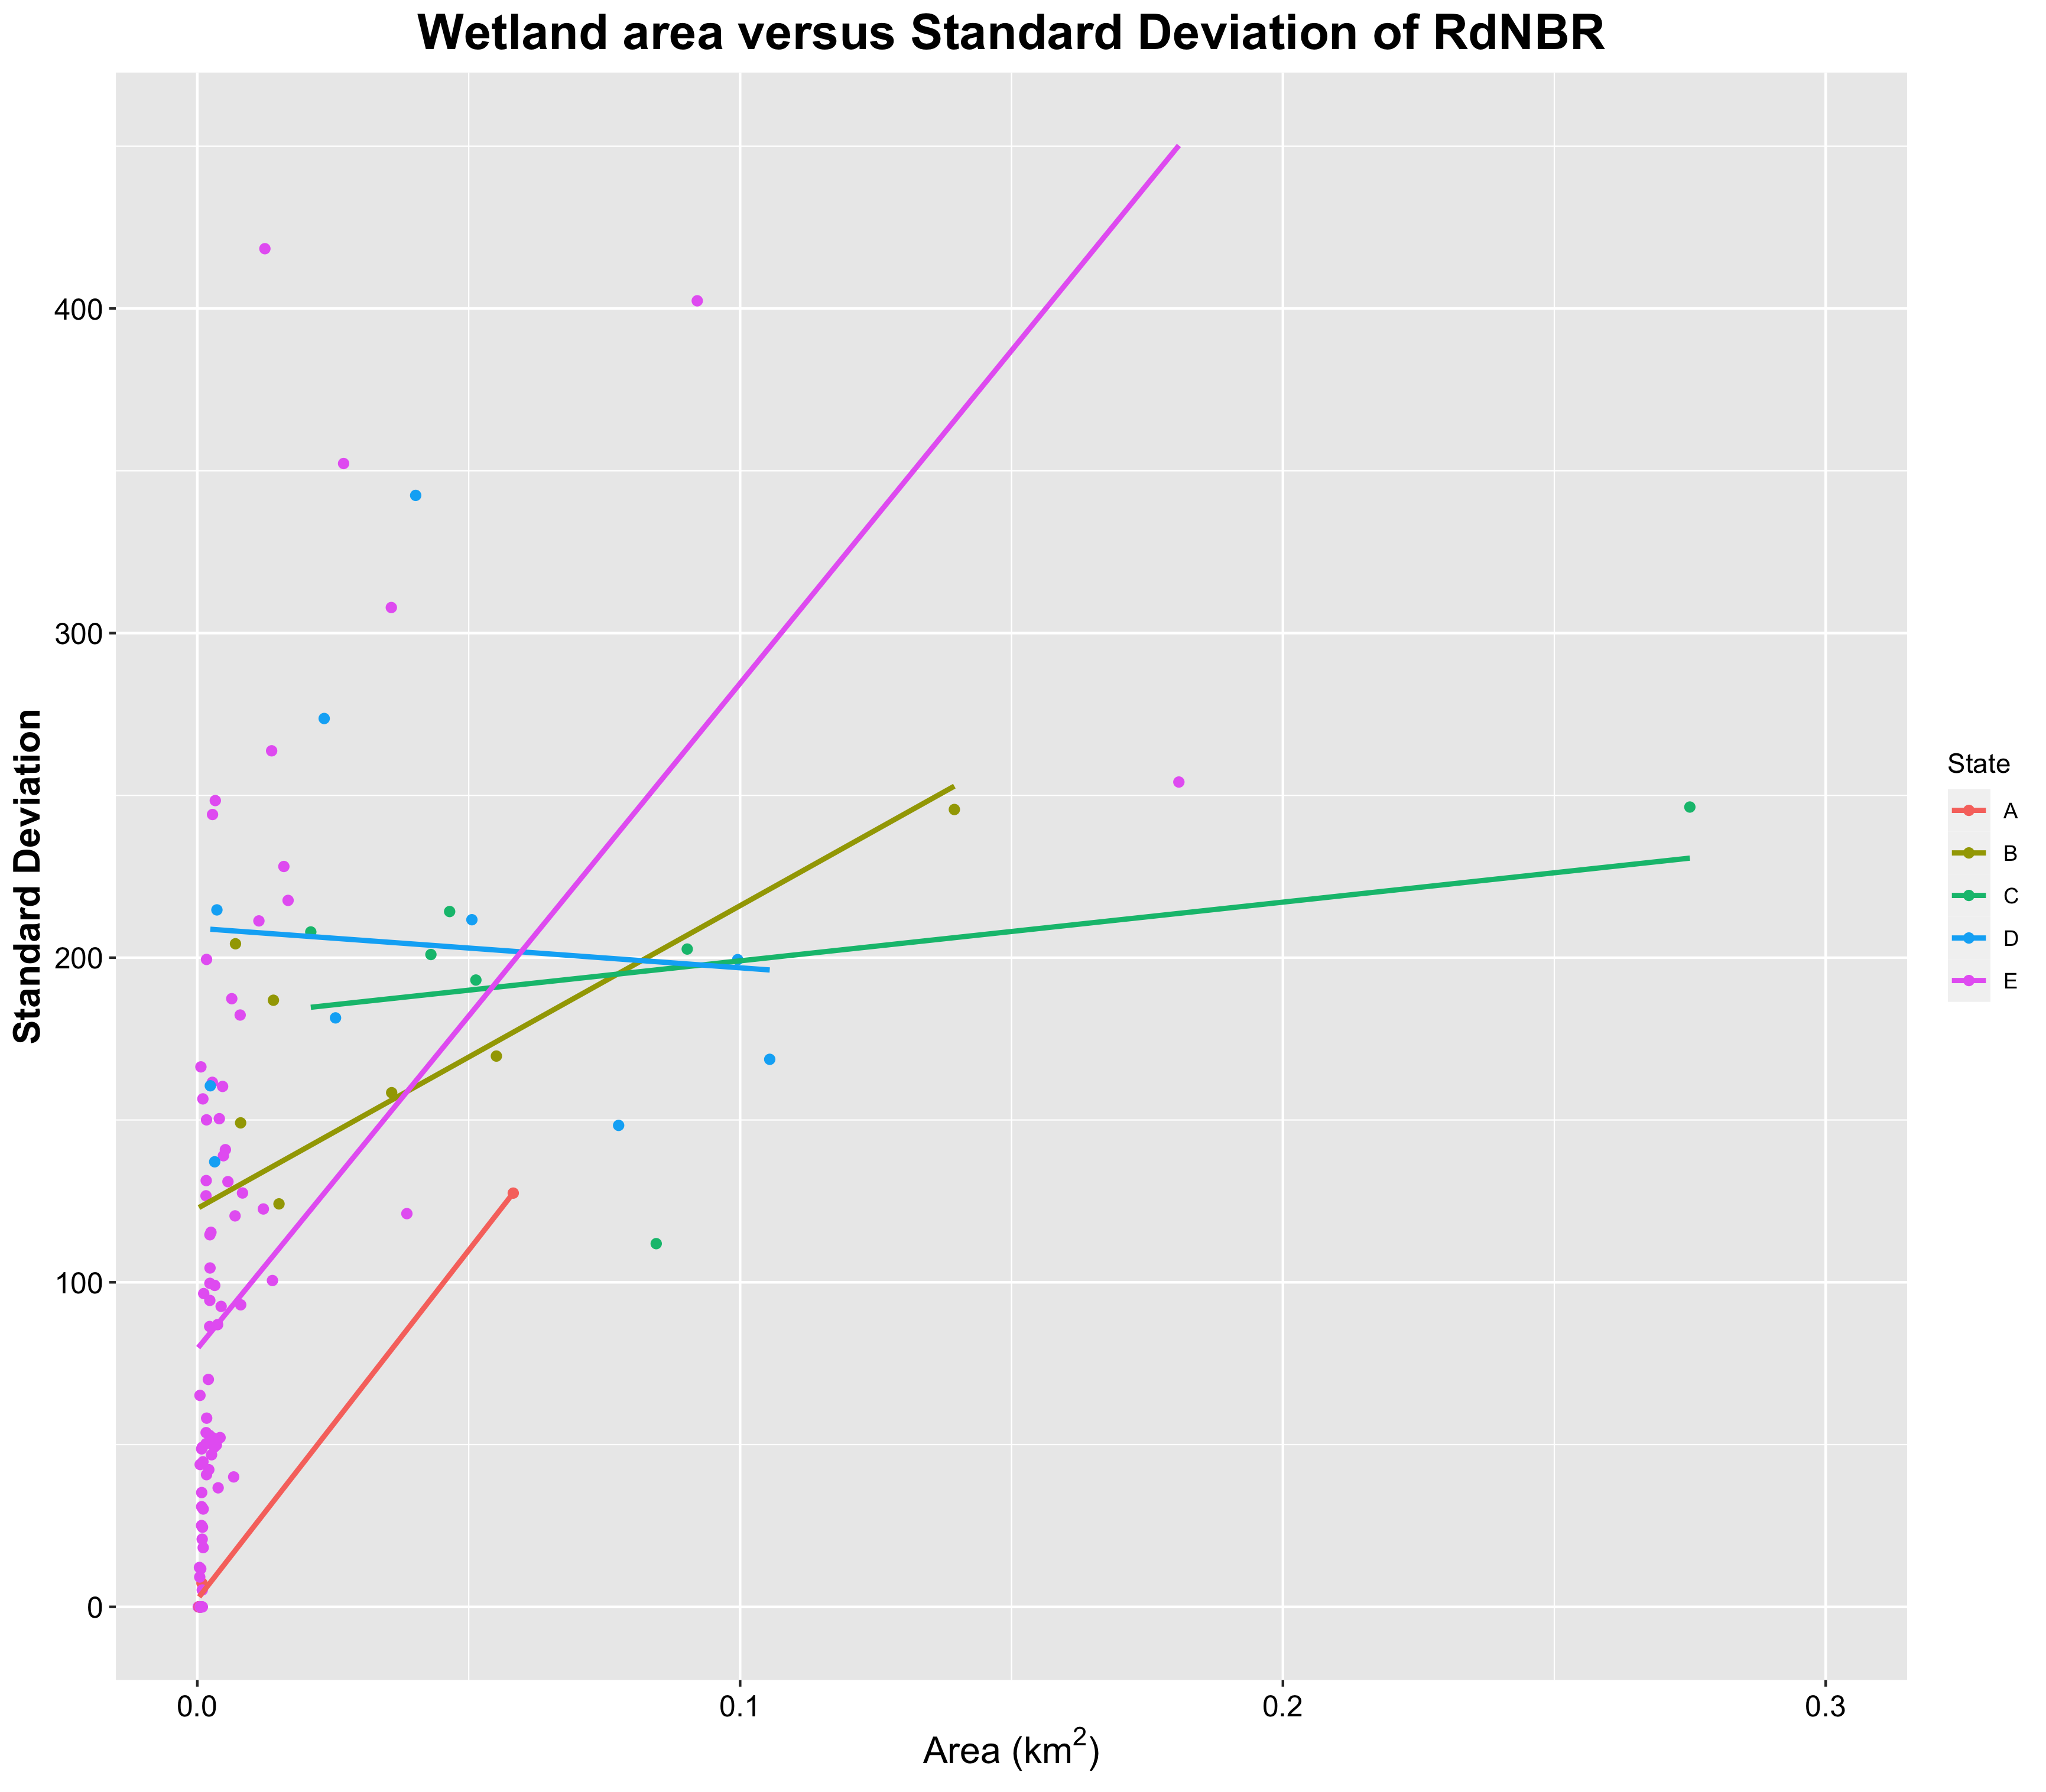 Wetland area versus Standard Deviation of RdNBR
Standard Deviation
400
300
200
100
0
0.0 0.1 0.2 0.3
Area (km²)
State
A
B
C
D
E